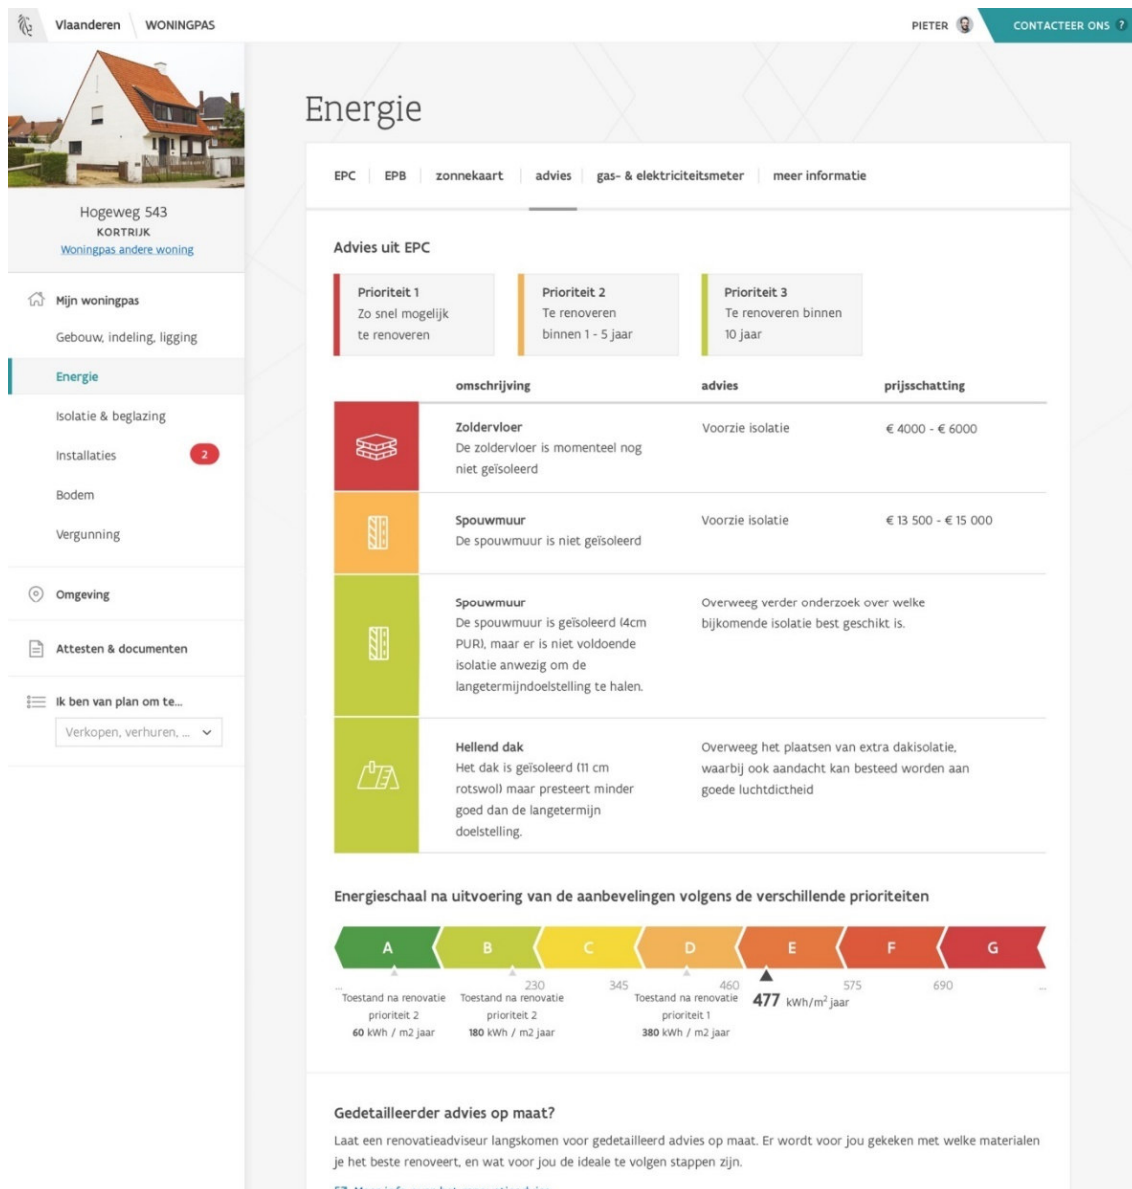 Vlaanderen WONINGPAS
PIETER CONTACTEER ONS ?
Hogeweg 543
KORTRIJK
Woningpas andere woning
Mijn woningpas
Gebouw, indeling, ligging
Energie
Isolatie & beglazing
Installaties 2
Bodem
Vergunning
Omgeving
Attesten & documenten
Ik ben van plan om te...
Verkopen, verhuren, ...
Energie
EPC EPB zonnekaart advies gas- & elektriciteitsmeter meer informatie
Advies uit EPC
Prioriteit 1
Zo snel mogelijk
te renoveren
Prioriteit 2
Te renoveren
binnen 1 - 5 jaar
Prioriteit 3
Te renoveren binnen
10 jaar
omschrijving advies prijsschatting
Zoldervloer
De zoldervloer is momenteel nog
niet geïsoleerd
Voorzie isolatie
€ 4000 - € 6000
Spouwmuur
De spouwmuur is niet geïsoleerd
Voorzie isolatie
€ 13 500 - € 15 000
Spouwmuur
De spouwmuur is geïsoleerd (4cm
PUR), maar er is niet voldoende
isolatie anwezig om de
langetermijndoelstelling te halen.
Overweeg verder onderzoek over welke
bijkomende isolatie best geschikt is.
Hellend dak
Het dak is geïsoleerd (11 cm
rotswol) maar presteert minder
goed dan de langetermijn
doelstelling.
Overweeg het plaatsen van extra dakisolatie,
waarbij ook aandacht kan besteed worden aan
goede luchtdictheid
Energieschaal na uitvoering van de aanbevelingen volgens de verschillende prioriteiten
A B C D E F G
... 230 345 460 575 690 ...
Toestand na renovatie
prioriteit 2
60 kWh / m2 jaar
Toestand na renovatie
prioriteit 2
180 kWh / m2 jaar
Toestand na renovatie
prioriteit 1
380 kWh / m2 jaar
477 kWh/m² jaar
Gedetailleerder advies op maat?
Laat een renovatieadviseur langskomen voor gedetailleerd advies op maat. Er wordt voor jou gekeken met welke materialen
je het beste renoveert, en wat voor jou de ideale te volgen stappen zijn.